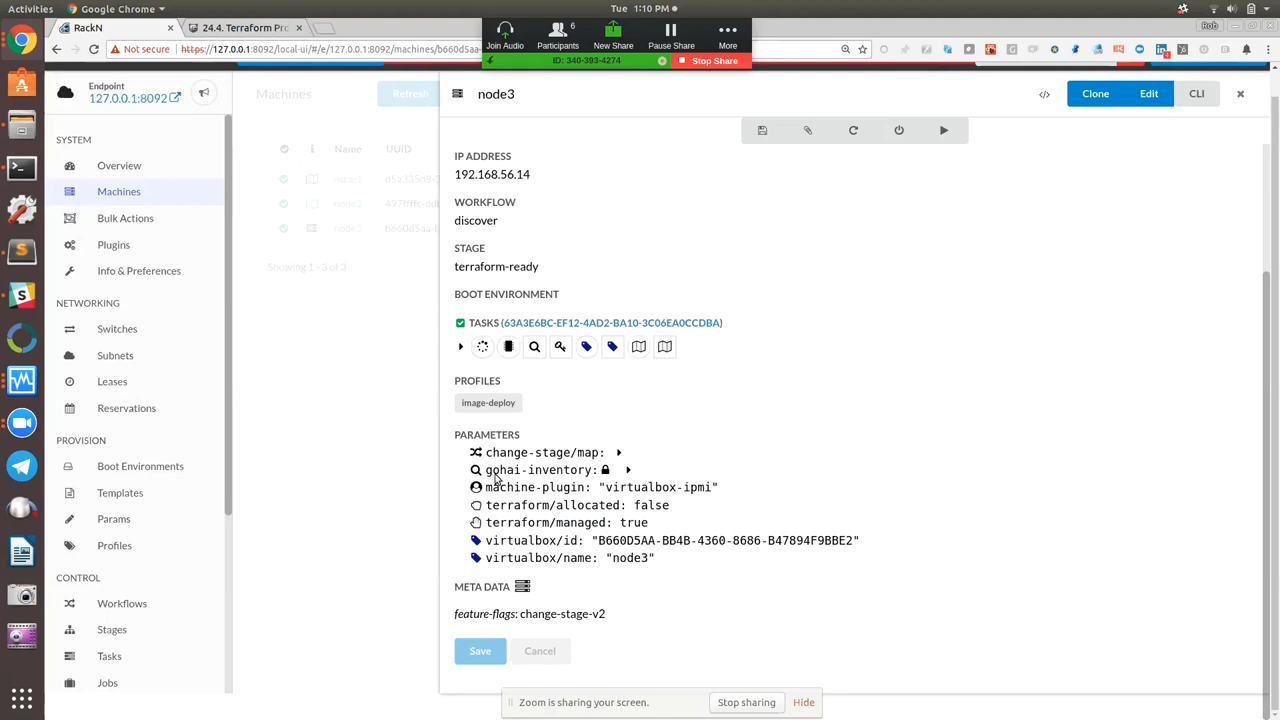 Activities Google Chrome Tue 1:10 PM Rob
RackN
24.4. Terraform Pro
Not secure https://127.0.0.1:8092/local-ui/#/e/127.0.0.1:8092/machines/b660d5aa
6
Join Audio Participants New Share Pause Share More
ID: 340-393-4274 Stop Share
Endpoint
127.0.0.1:8092
Machines
Refresh
node3
Clone Edit CLI
SYSTEM
Overview
Machines
Bulk Actions
Plugins
Info & Preferences
NETWORKING
Switches
Subnets
Leases
Reservations
PROVISION
Boot Environments
Templates
Params
Profiles
CONTROL
Workflows
Stages
Tasks
Jobs
Name UUID
node1
node2
node3
Showing 1 - 3 of 3
IP ADDRESS
192.168.56.14
WORKFLOW
discover
STAGE
terraform-ready
BOOT ENVIRONMENT
TASKS (63A3E6BC-EF12-4AD2-BA10-3C06EA0CCDBA)
PROFILES
image-deploy
PARAMETERS
change-stage/map:
gohai-inventory:
machine-plugin: "virtualbox-ipmi"
terraform/allocated: false
terraform/managed: true
virtualbox/id: "B660D5AA-BB4B-4360-8686-B47894F9BBE2"
virtualbox/name: "node3"
META DATA
feature-flags: change-stage-v2
Save Cancel
Zoom is sharing your screen. Stop sharing Hide